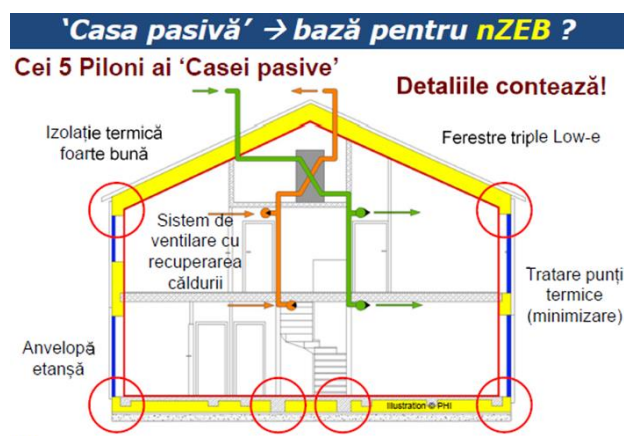 ‘Casa pasivă’ → bază pentru nZEB ?
Cei 5 Piloni ai ‘Casei pasive’
Detaliile contează!
Izolație termică
foarte bună
Ferestre triple Low-e
Sistem de
ventilare cu
recuperarea
căldurii
Tratare punți
termice
(minimizare)
Anvelopă
etanșă
Illustration © PHI